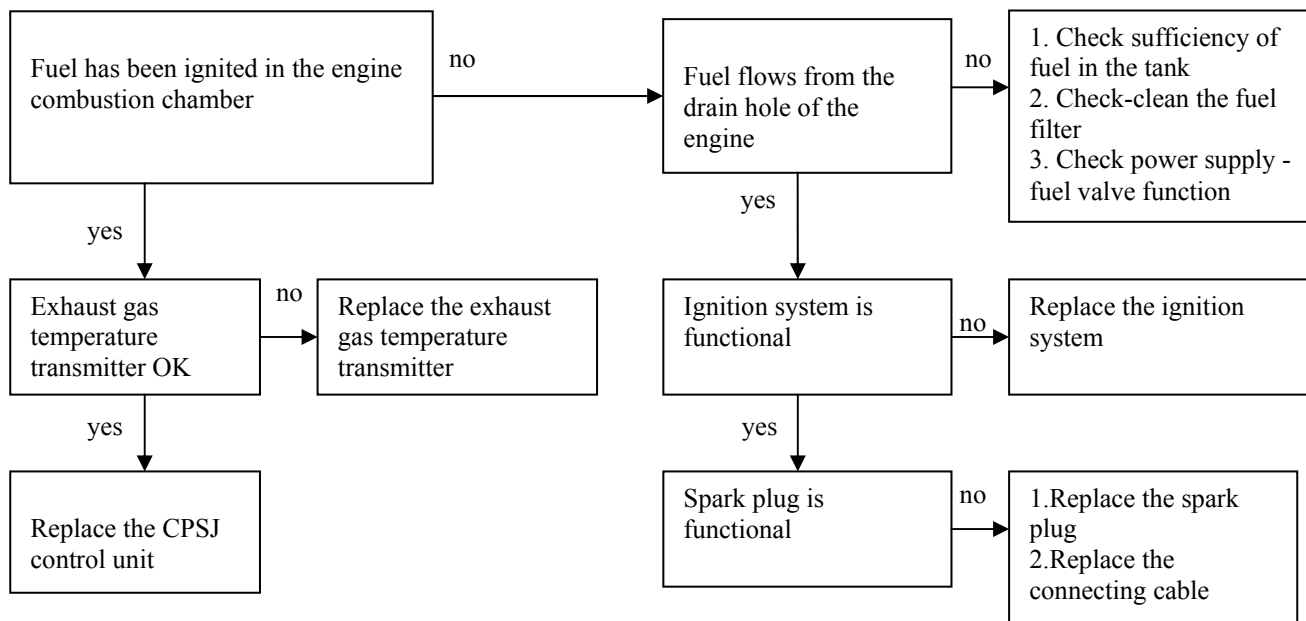 Fuel has been ignited in the engine
combustion chamber
no
Fuel flows from the
drain hole of the
engine
no
1. Check sufficiency of
fuel in the tank
2. Check-clean the fuel
filter
3. Check power supply -
fuel valve function
yes
yes
Exhaust gas
temperature
transmitter OK
no
Replace the exhaust
gas temperature
transmitter
Ignition system is
functional
no
Replace the ignition
system
yes
yes
Replace the CPSJ
control unit
Spark plug is
functional
no
1.Replace the spark
plug
2.Replace the
connecting cable